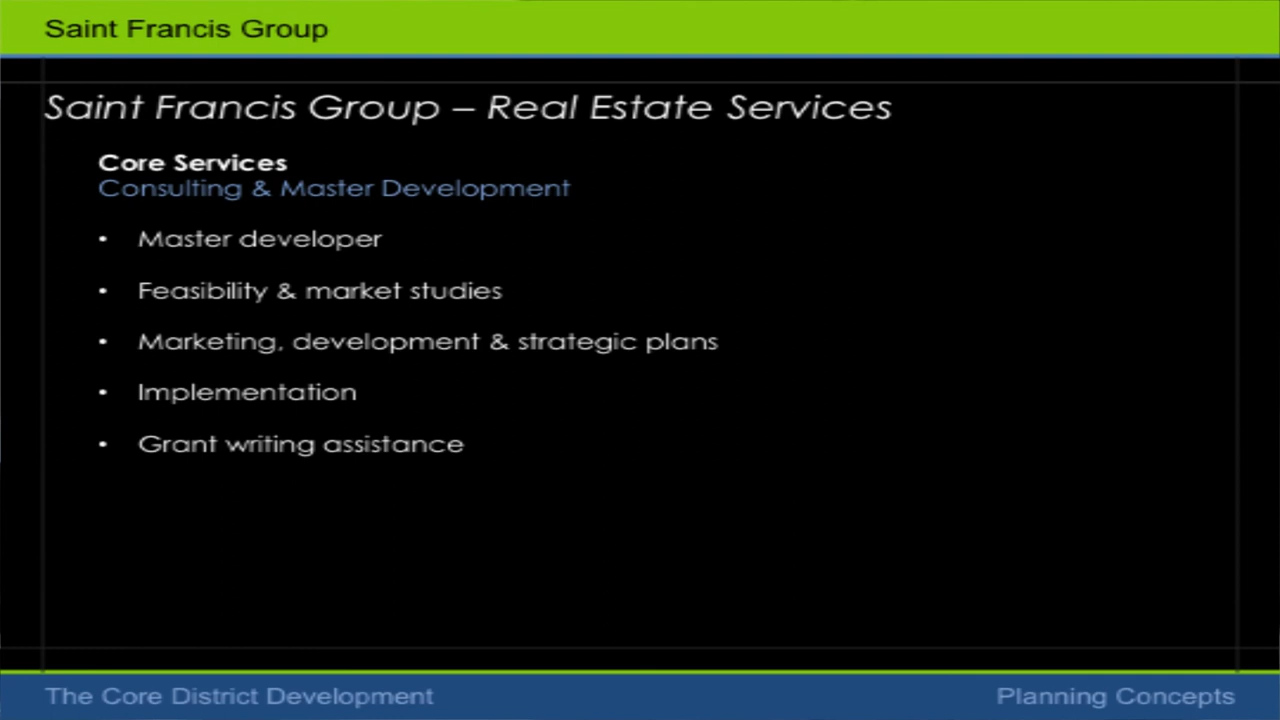 Saint Francis Group
Saint Francis Group – Real Estate Services
Core Services
Consulting & Master Development
• Master developer
• Feasibility & market studies
• Marketing, development & strategic plans
• Implementation
• Grant writing assistance
The Core District Development
Planning Concepts